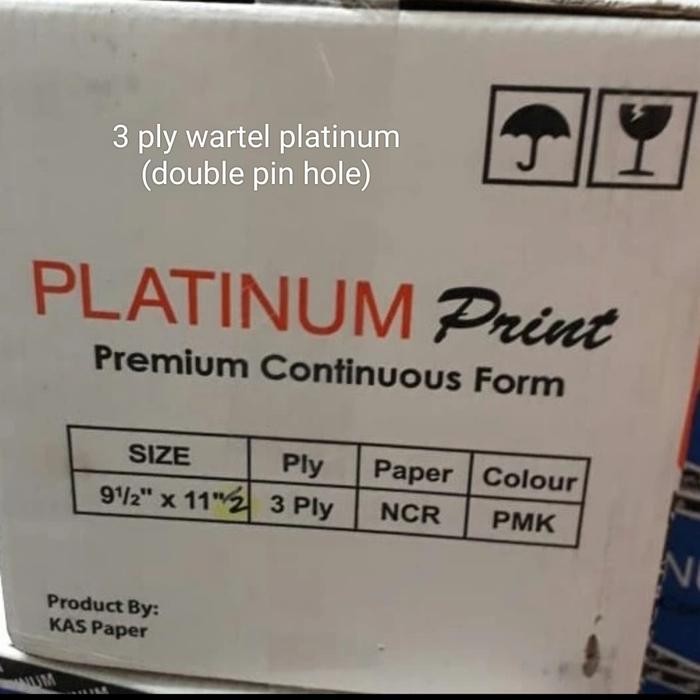 3 ply wartel platinum
(double pin hole)
PLATINUM Print
Premium Continuous Form
SIZE Ply Paper Colour
9½" x 11"½ 3 Ply NCR PMK
Product By:
KAS Paper
NUM